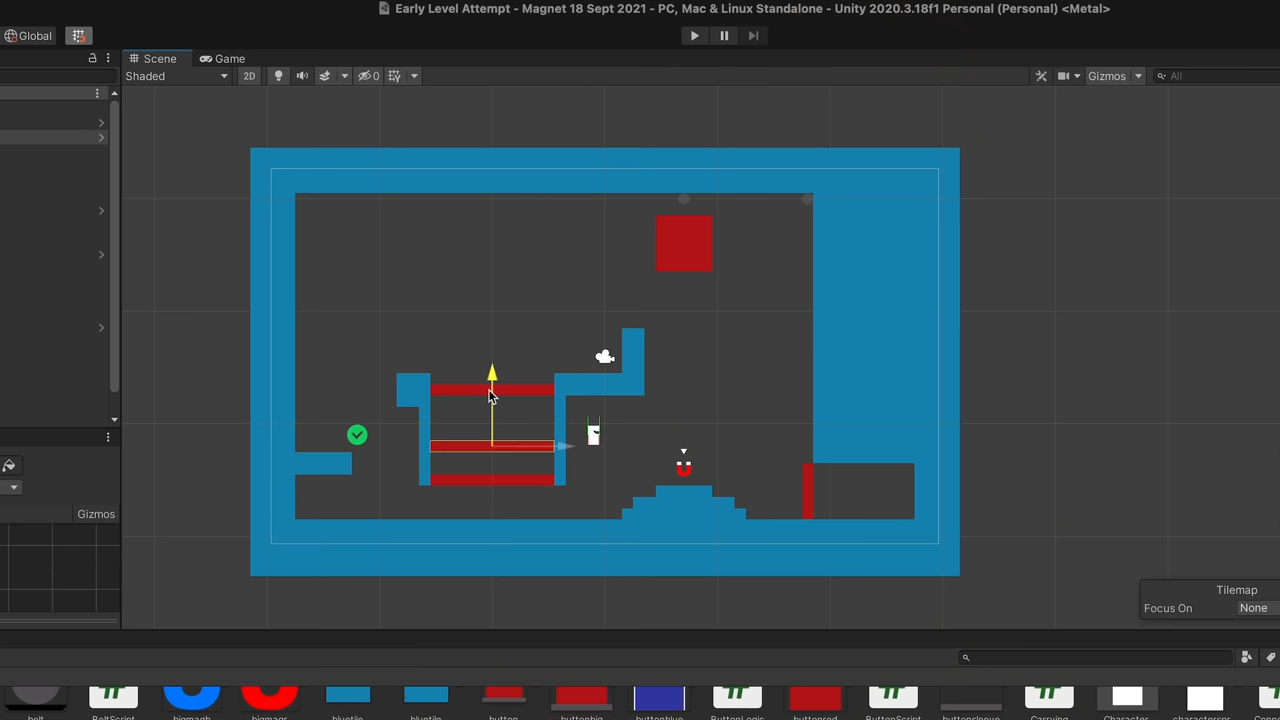 Early Level Attempt - Magnet 18 Sept 2021 - PC, Mac & Linux Standalone - Unity 2020.3.18f1 Personal (Personal) <Metal>
Global
Scene
Game
Shaded
2D
0
Gizmos
All
Gizmos
Tilemap
Focus On
None
belt
BeltScript
bigmagb
bigmagr
bluetile
bluetile
button
buttonbig
buttonblue
ButtonLogic
buttonred
ButtonScript
buttonsleeve
Carrying
Character